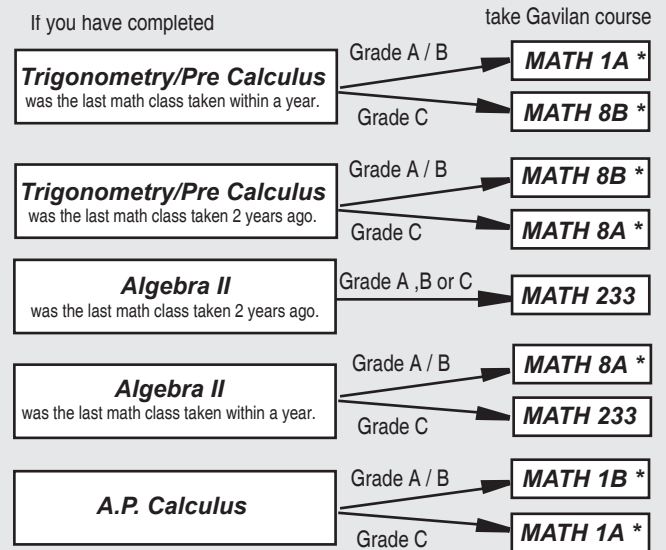 If you have completed
take Gavilan course
Trigonometry/Pre Calculus
was the last math class taken within a year.
Grade A / B
MATH 1A *
Grade C
MATH 8B *
Trigonometry/Pre Calculus
was the last math class taken 2 years ago.
Grade A / B
MATH 8B *
Grade C
MATH 8A *
Algebra II
was the last math class taken 2 years ago.
Grade A ,B or C
MATH 233
Algebra II
was the last math class taken within a year.
Grade A / B
MATH 8A *
Grade C
MATH 233
A.P. Calculus
Grade A / B
MATH 1B *
Grade C
MATH 1A *